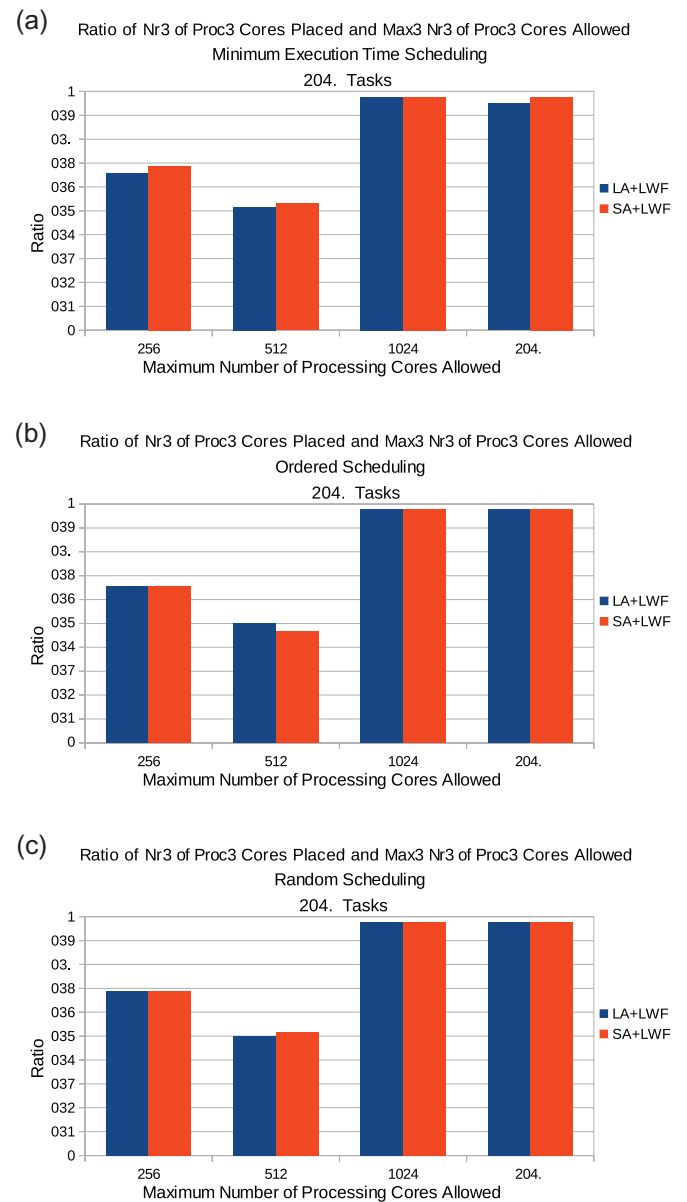 (a)
Ratio of Nr3 of Proc3 Cores Placed and Max3 Nr3 of Proc3 Cores Allowed
Minimum Execution Time Scheduling
204. Tasks
1
039
03.
038
036
035
034
037
032
031
0
Ratio
256 512 1024 204.
Maximum Number of Processing Cores Allowed
LA+LWF
SA+LWF
(b)
Ratio of Nr3 of Proc3 Cores Placed and Max3 Nr3 of Proc3 Cores Allowed
Ordered Scheduling
204. Tasks
1
039
03.
038
036
035
034
037
032
031
0
Ratio
256 512 1024 204.
Maximum Number of Processing Cores Allowed
LA+LWF
SA+LWF
(c)
Ratio of Nr3 of Proc3 Cores Placed and Max3 Nr3 of Proc3 Cores Allowed
Random Scheduling
204. Tasks
1
039
03.
038
036
035
034
037
032
031
0
Ratio
256 512 1024 204.
Maximum Number of Processing Cores Allowed
LA+LWF
SA+LWF